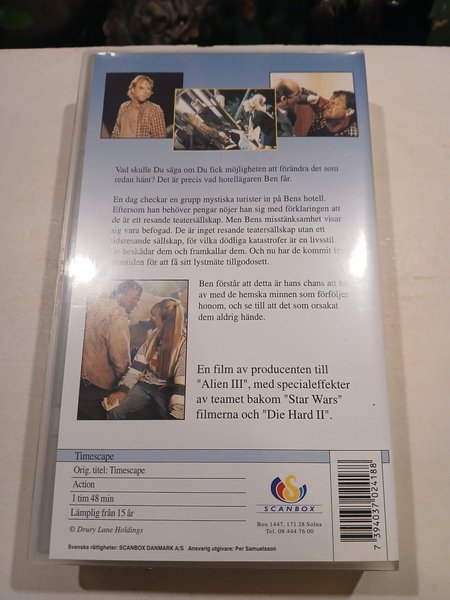 Vad skulle Du säga om Du fick möjligheten att förändra det som
redan hänt? Det är precis vad hotellägaren Ben får.
En dag checkar en grupp mystiska turister in på Bens hotell.
Eftersom han behöver pengar nöjer han sig med förklaringen att
de är ett resande teatersällskap. Men Bens misstänksamhet visar
sig vara befogad. De är inget resande teatersällskap utan ett
tidsresande sällskap, för vilka dödliga katastrofer är en livsstil.
De beskådar dem och framkallar dem. Och nu har de kommit från
framtiden för att få sitt lystmäte tillgodosett.
Ben förstår att detta är hans chans att bli
av med de hemska minnen som förföljer
honom, och se till att det som orsakat
dem aldrig hände.
En film av producenten till
"Alien III", med specialeffekter
av teamet bakom "Star Wars"
filmerna och "Die Hard II".
Timescape
Orig. titel: Timescape
Action
1 tim 48 min
Lämplig från 15 år
© Drury Lane Holdings
SCANBOX
Box 1447, 171 28 Solna
Tel. 08 444 76 00
7 394037 024188
Svenska rättigheter: SCANBOX DANMARK A/S Ansvarig utgivare: Per Samuelsson